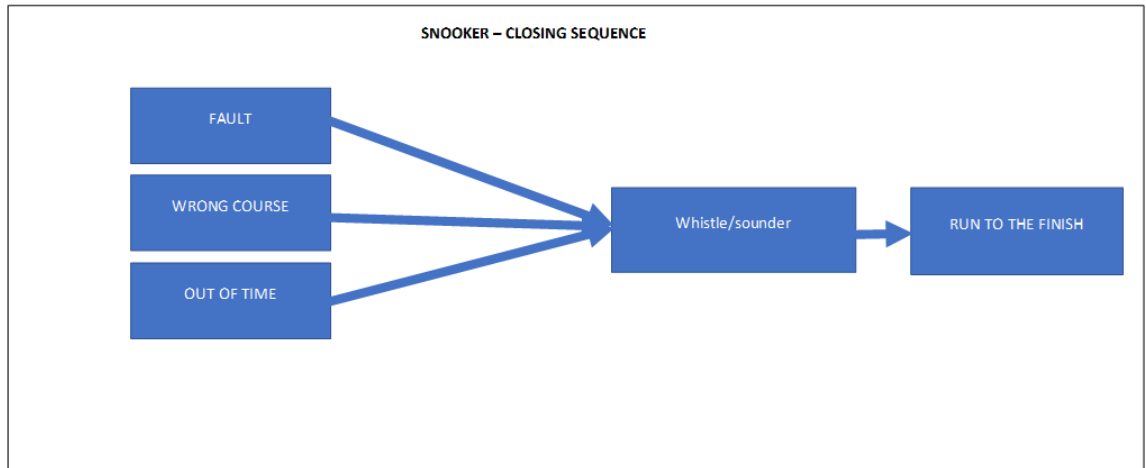 SNOOKER – CLOSING SEQUENCE
FAULT
WRONG COURSE
OUT OF TIME
Whistle/sounder
RUN TO THE FINISH